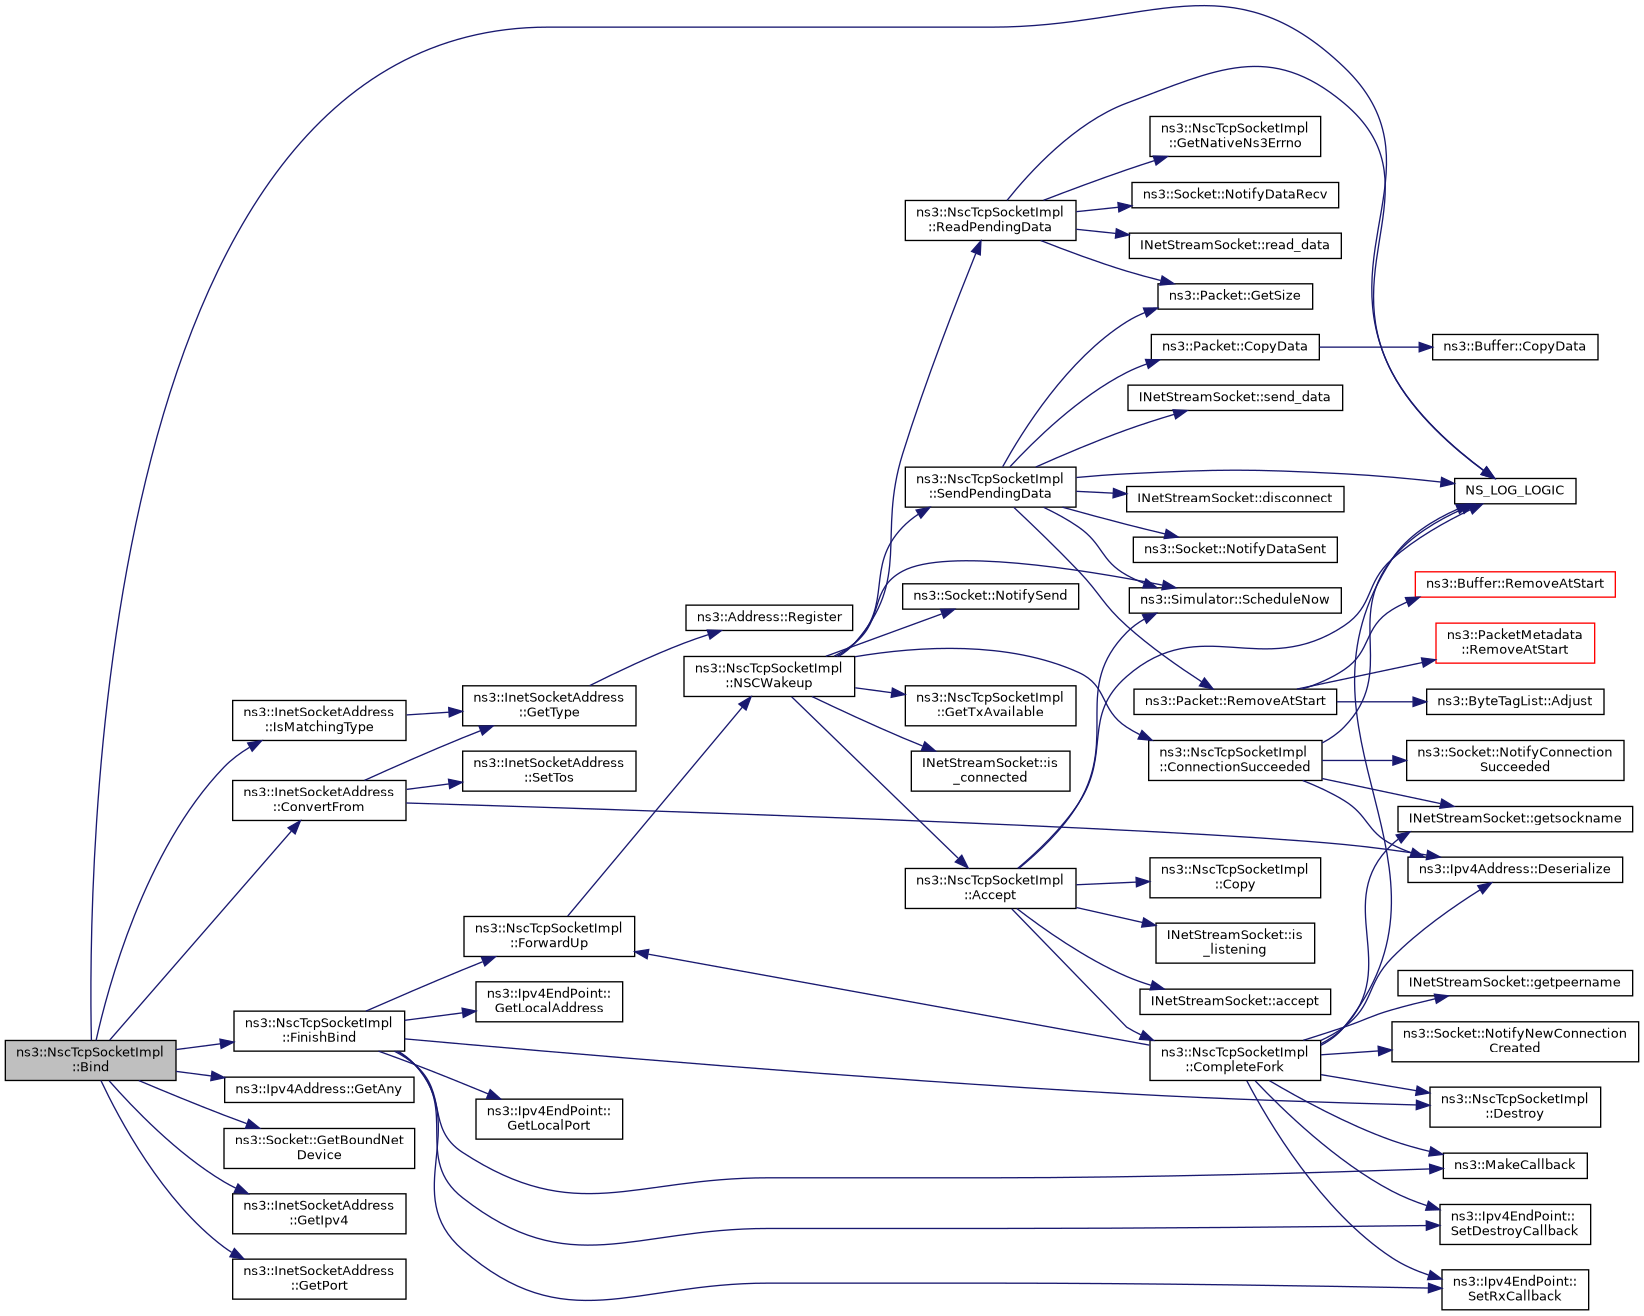 ns3::NscTcpSocketImpl
::GetNativeNs3Errno
ns3::Socket::NotifyDataRecv
ns3::NscTcpSocketImpl
::ReadPendingData
INetStreamSocket::read_data
ns3::Packet::GetSize
ns3::Packet::CopyData
ns3::Buffer::CopyData
INetStreamSocket::send_data
ns3::NscTcpSocketImpl
::SendPendingData
NS_LOG_LOGIC
INetStreamSocket::disconnect
ns3::Socket::NotifyDataSent
ns3::Buffer::RemoveAtStart
ns3::Socket::NotifySend
ns3::Simulator::ScheduleNow
ns3::Address::Register
ns3::PacketMetadata
::RemoveAtStart
ns3::NscTcpSocketImpl
::NSCWakeup
ns3::InetSocketAddress
::GetType
ns3::NscTcpSocketImpl
::GetTxAvailable
ns3::Packet::RemoveAtStart
ns3::ByteTagList::Adjust
ns3::InetSocketAddress
::IsMatchingType
ns3::InetSocketAddress
::SetTos
INetStreamSocket::is
_connected
ns3::NscTcpSocketImpl
::ConnectionSucceeded
ns3::Socket::NotifyConnection
Succeeded
ns3::InetSocketAddress
::ConvertFrom
INetStreamSocket::getsockname
ns3::Ipv4Address::Deserialize
ns3::NscTcpSocketImpl
::Accept
ns3::NscTcpSocketImpl
::Copy
ns3::NscTcpSocketImpl
::ForwardUp
INetStreamSocket::is
_listening
INetStreamSocket::getpeername
ns3::Ipv4EndPoint::
GetLocalAddress
INetStreamSocket::accept
ns3::NscTcpSocketImpl
::FinishBind
ns3::Socket::NotifyNewConnection
Created
ns3::NscTcpSocketImpl
::Bind
ns3::NscTcpSocketImpl
::CompleteFork
ns3::Ipv4Address::GetAny
ns3::Ipv4EndPoint::
GetLocalPort
ns3::NscTcpSocketImpl
::Destroy
ns3::Socket::GetBoundNet
Device
ns3::MakeCallback
ns3::InetSocketAddress
::GetIpv4
ns3::Ipv4EndPoint::
SetDestroyCallback
ns3::InetSocketAddress
::GetPort
ns3::Ipv4EndPoint::
SetRxCallback